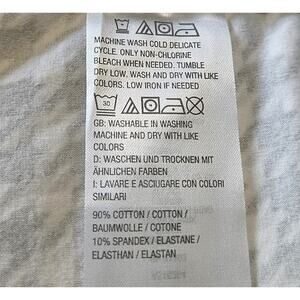 MACHINE WASH COLD DELICATE
CYCLE. ONLY NON-CHLORINE
BLEACH WHEN NEEDED. TUMBLE
DRY LOW. WASH AND DRY WITH LIKE
COLORS. LOW IRON IF NEEDED
30
GB: WASHABLE IN WASHING
MACHINE AND DRY WITH LIKE
COLORS
D: WASCHEN UND TROCKNEN MIT
ÄHNLICHEN FARBEN
I: LAVARE E ASCIUGARE CON COLORI
SIMILARI
90% COTTON / COTTON /
BAUMWOLLE / COTONE
10% SPANDEX / ELASTANE /
ELASTHAN / ELASTAN